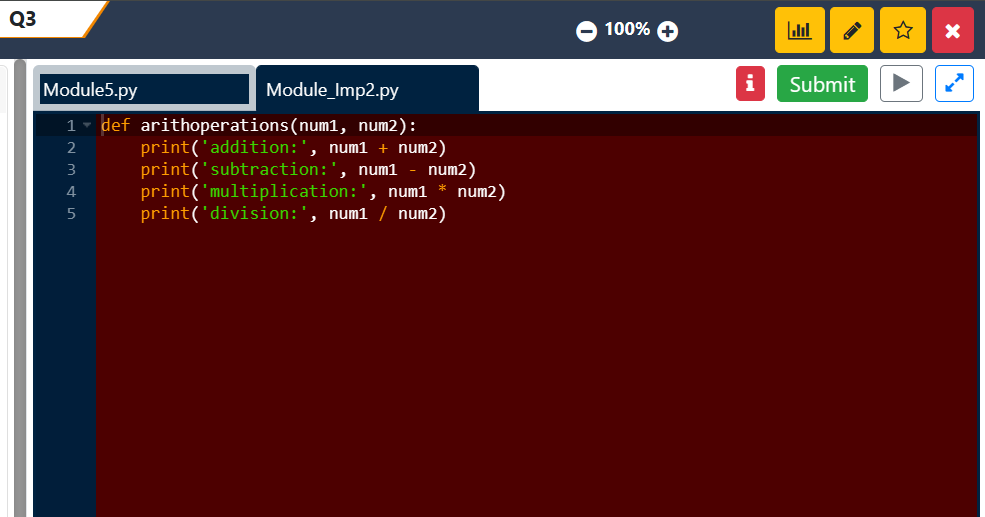 Q3
100%
Module5.py
Module_Imp2.py
Submit
1 def arithoperations(num1, num2):
2     print('addition:', num1 + num2)
3     print('subtraction:', num1 - num2)
4     print('multiplication:', num1 * num2)
5     print('division:', num1 / num2)